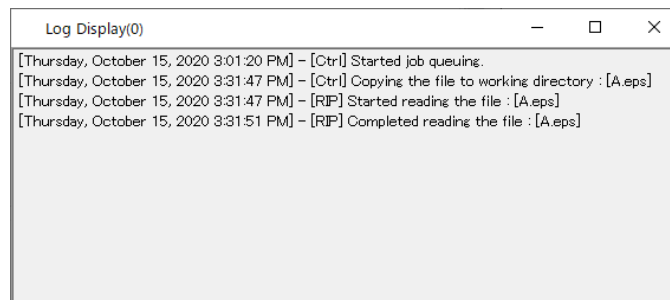 Log Display(0)
[Thursday, October 15, 2020 3:01:20 PM] - [Ctrl] Started job queuing.
[Thursday, October 15, 2020 3:31:47 PM] - [Ctrl] Copying the file to working directory : [A.eps]
[Thursday, October 15, 2020 3:31:47 PM] - [RIP] Started reading the file : [A.eps]
[Thursday, October 15, 2020 3:31:51 PM] - [RIP] Completed reading the file : [A.eps]